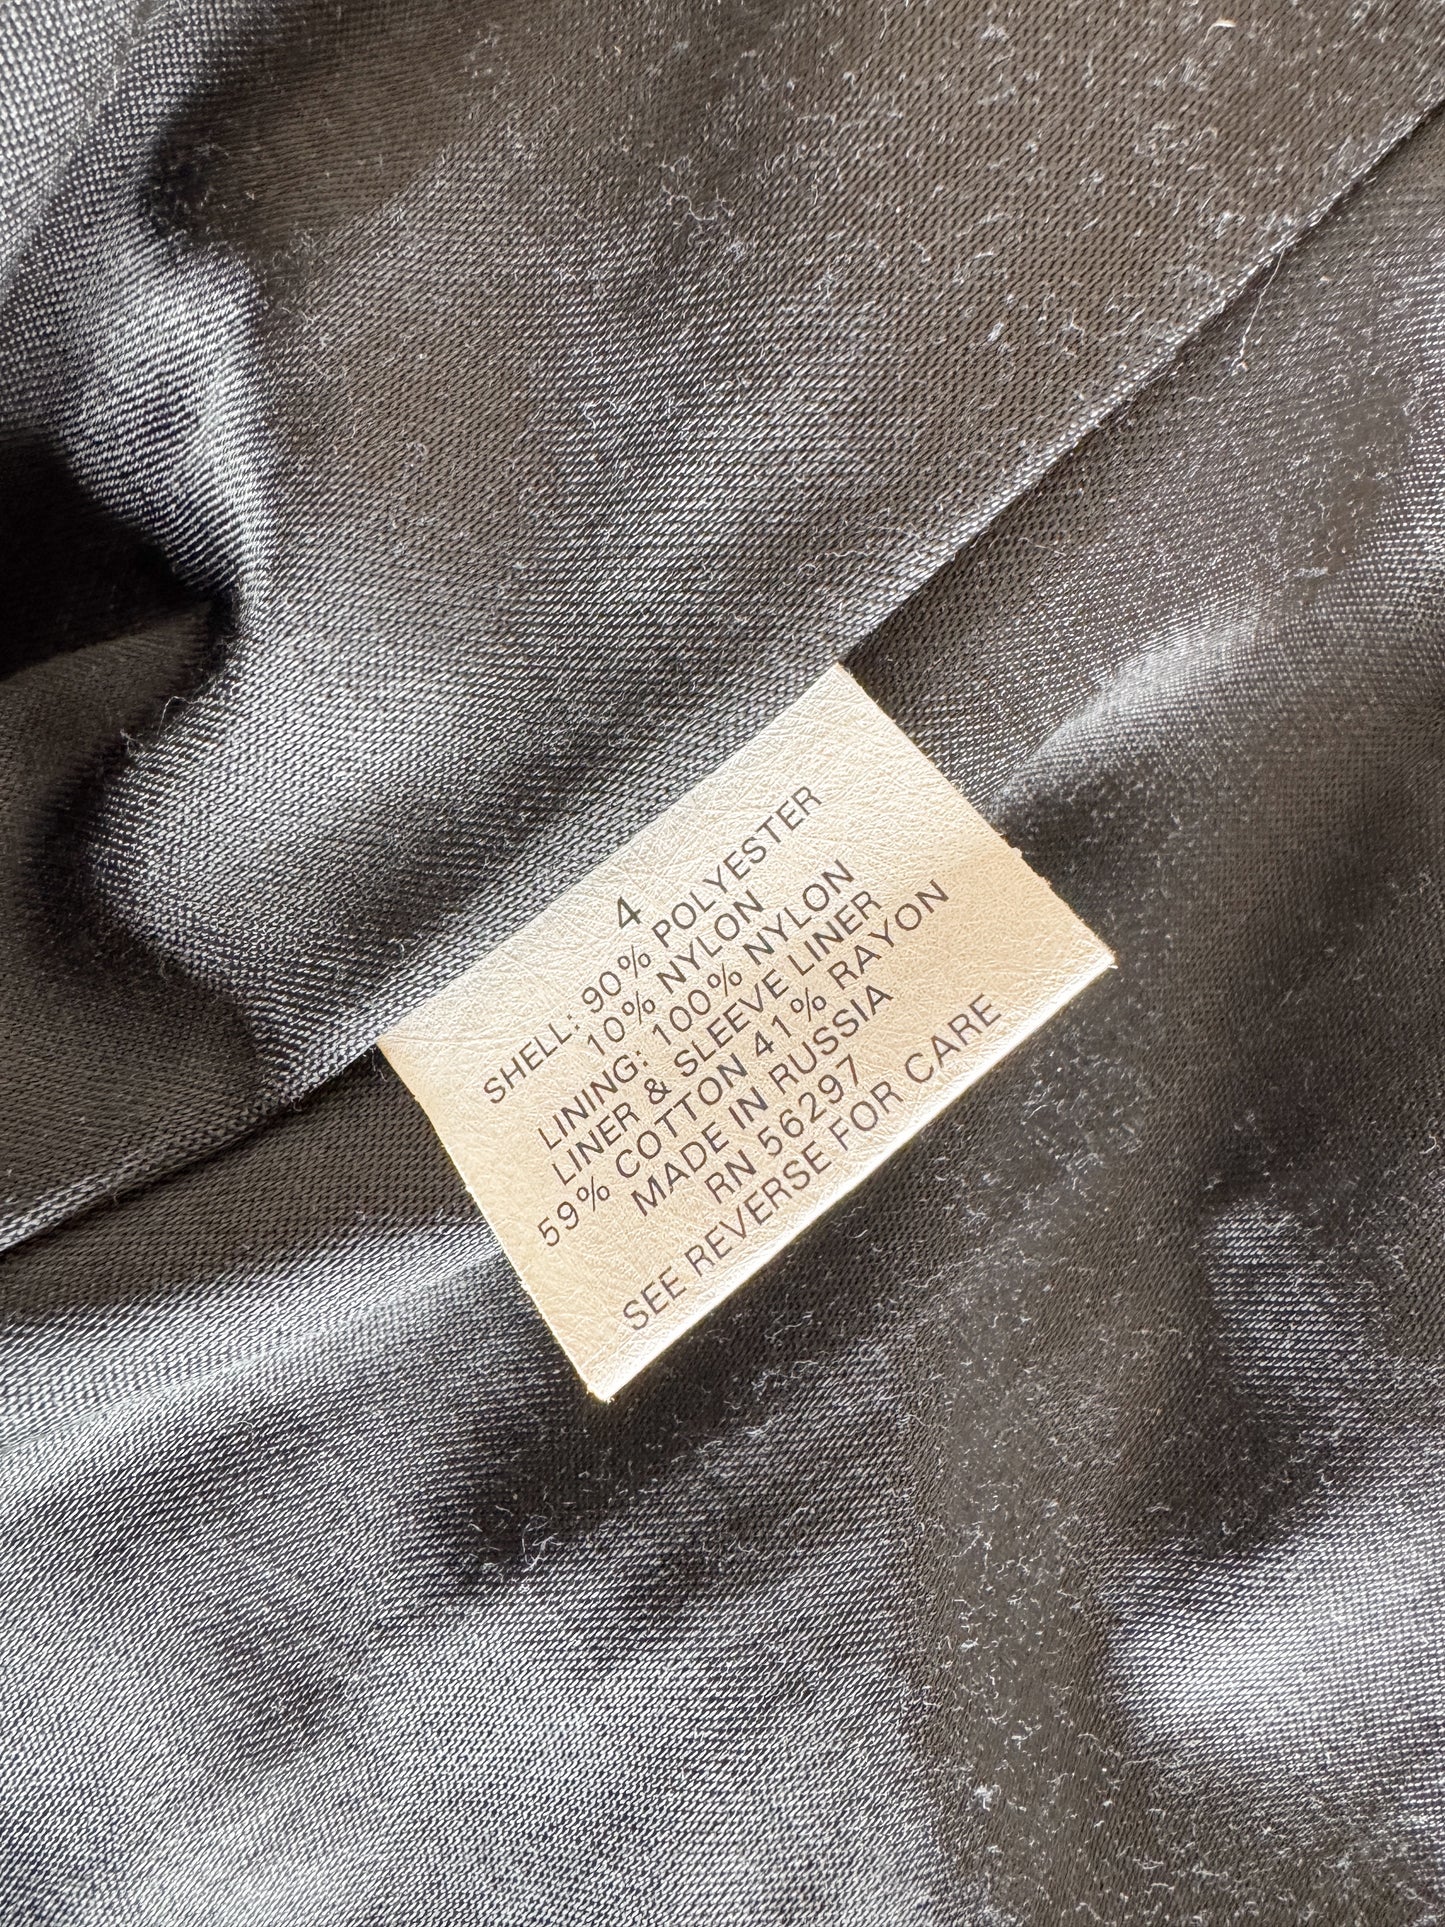 4
SHELL: 90% POLYESTER
10% NYLON
LINING: 100% NYLON
LINER & SLEEVE LINER
59% COTTON 41% RAYON
MADE IN RUSSIA
RN 56297
SEE REVERSE FOR CARE